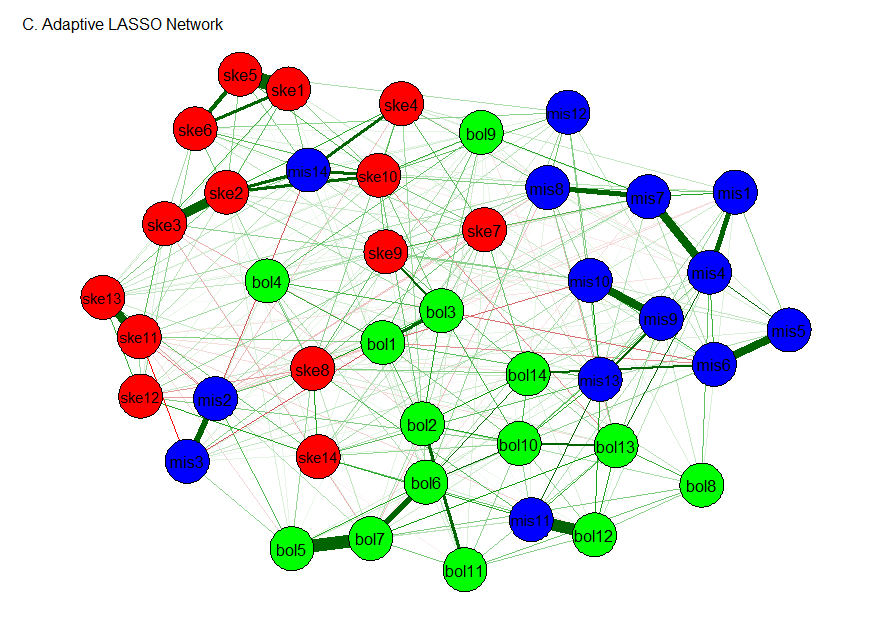 C. Adaptive LASSO Network
ske5
ske1
ske4
mis12
ske6
bol9
mis14
ske10
mis8
mis7
mis1
ske2
ske3
ske7
ske9
mis4
bol4
mis10
ske13
bol3
mis9
mis5
ske11
bol1
ske8
bol14
mis13
mis6
ske12
mis2
bol2
bol10
bol13
mis3
ske14
bol6
bol8
mis11
bol12
bol7
bol5
bol11